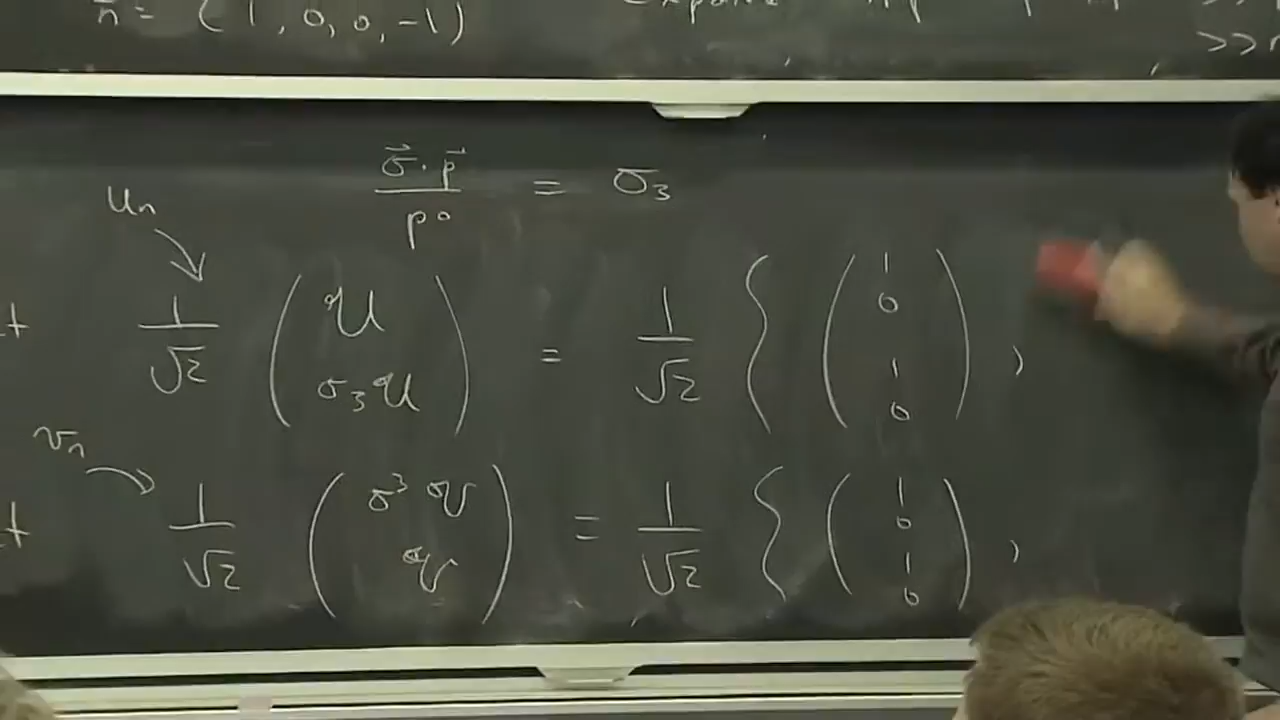 n̄ = (1, 0, 0, -1)
>>
σ⃗·p⃗ / p⁰ = σ₃
uₙ
1/√2 ( 𝒰 ; σ₃𝒰 ) = 1/√2 { ( 1 ; 0 ; 1 ; 0 ) ,
vₙ
1/√2 ( σ³ 𝒱 ; 𝒱 ) = 1/√2 { ( 1 ; 0 ; 1 ; 0 ) ,